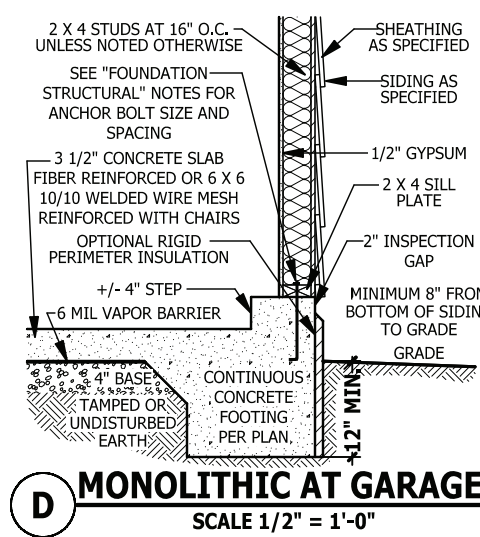 2 X 4 STUDS AT 16" O.C.
UNLESS NOTED OTHERWISE
SEE "FOUNDATION
STRUCTURAL" NOTES FOR
ANCHOR BOLT SIZE AND
SPACING
3 1/2" CONCRETE SLAB
FIBER REINFORCED OR 6 X 6
10/10 WELDED WIRE MESH
REINFORCED WITH CHAIRS
OPTIONAL RIGID
PERIMETER INSULATION
+/- 4" STEP
6 MIL VAPOR BARRIER
4" BASE
TAMPED OR
UNDISTURBED
EARTH
CONTINUOUS
CONCRETE
FOOTING
PER PLAN
SHEATHING
AS SPECIFIED
SIDING AS
SPECIFIED
1/2" GYPSUM
2 X 4 SILL
PLATE
2" INSPECTION
GAP
MINIMUM 8" FROM
BOTTOM OF SIDIN
TO GRADE
GRADE
12" MIN.
D
MONOLITHIC AT GARAGE
SCALE 1/2" = 1'-0"